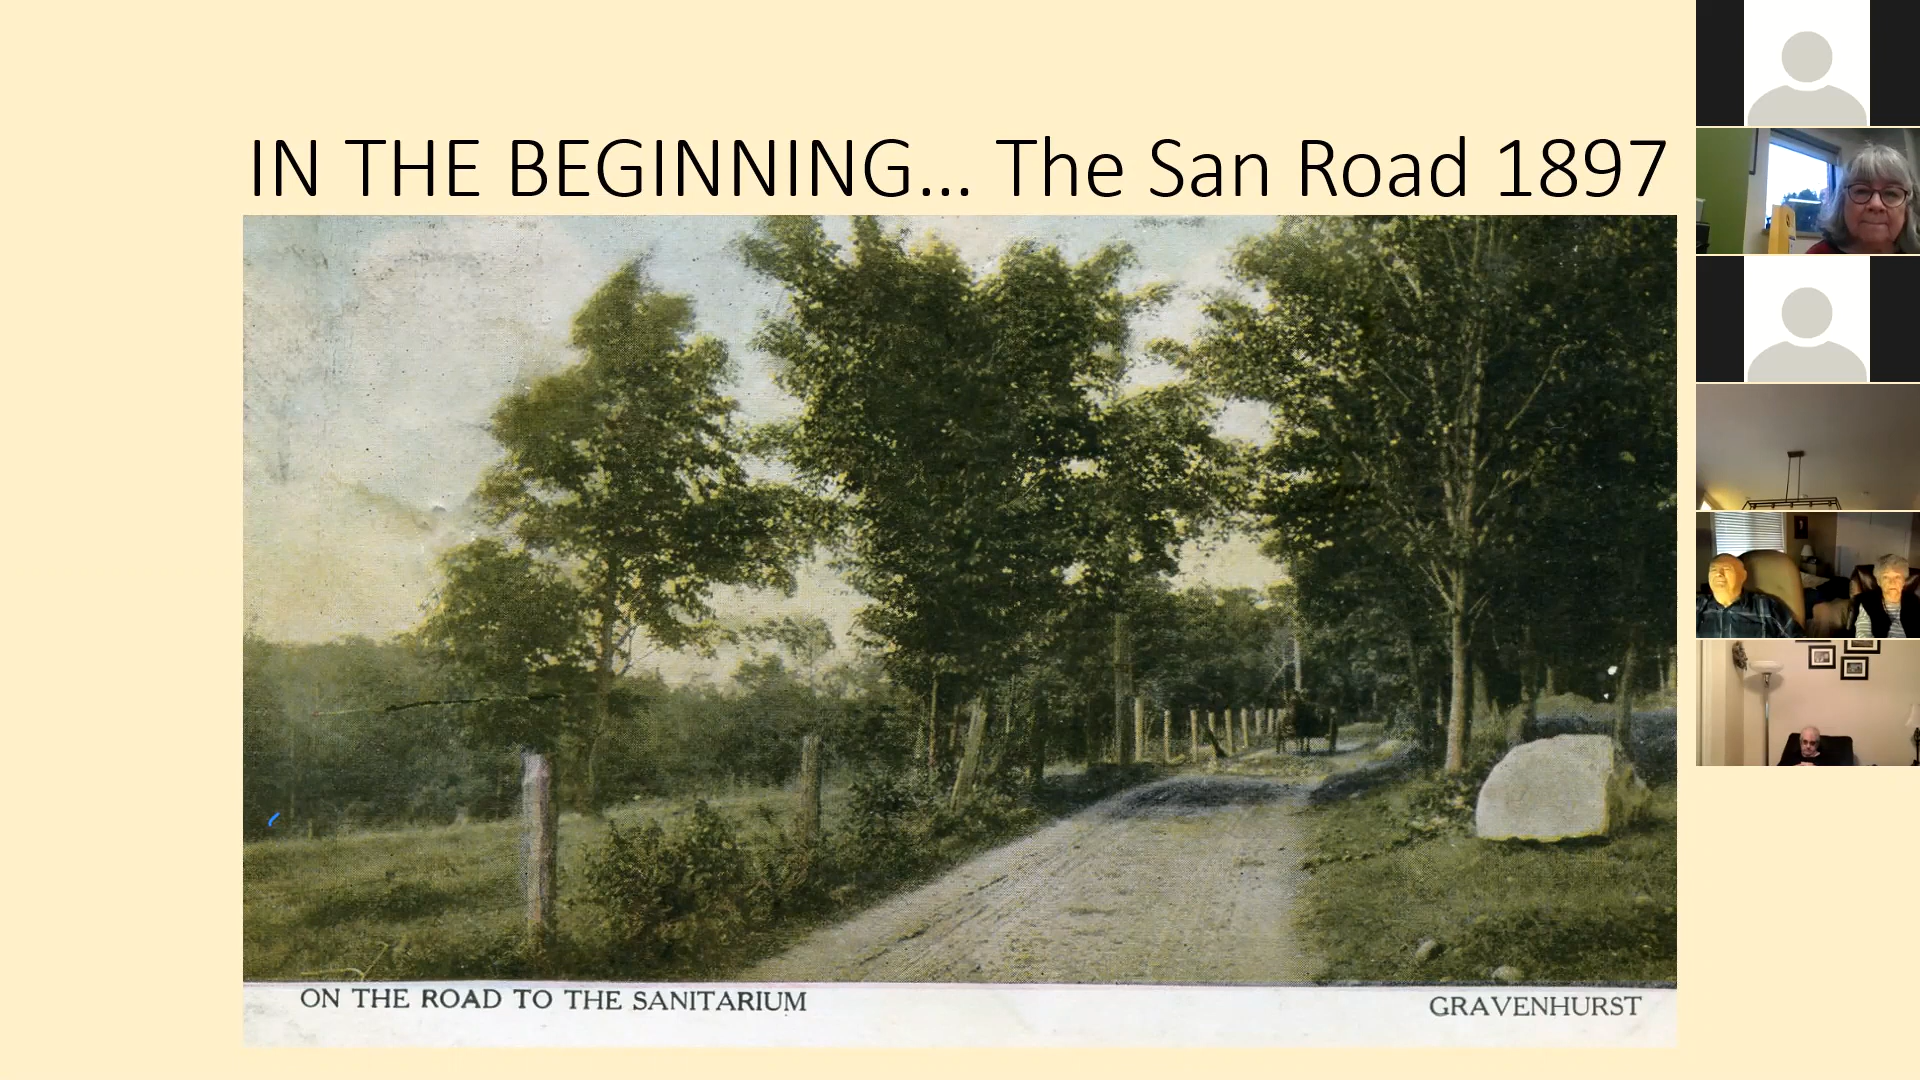 IN THE BEGINNING... The San Road 1897
ON THE ROAD TO THE SANITARIUM
GRAVENHURST